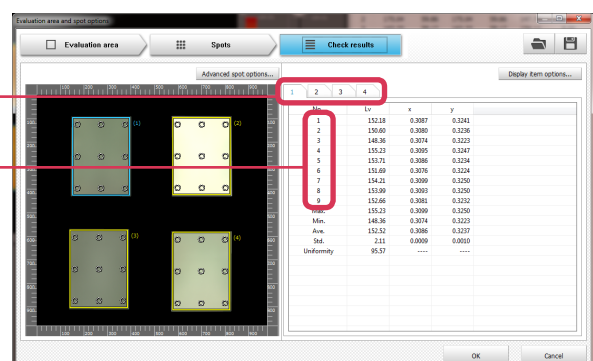 Evaluation area and spot options
Evaluation area
Spots
Check results
Advanced spot options...
Display item options...
1 2 3 4
(1)
(2)
(3)
(4)
No. Lv x y
1 152.18 0.3087 0.3241
2 150.60 0.3080 0.3236
3 148.36 0.3074 0.3223
4 155.23 0.3095 0.3247
5 153.71 0.3086 0.3234
6 151.69 0.3076 0.3224
7 154.21 0.3099 0.3250
8 153.99 0.3093 0.3250
9 152.66 0.3081 0.3232
Max. 155.23 0.3099 0.3250
Min. 148.36 0.3074 0.3223
Ave. 152.52 0.3086 0.3237
Std. 2.11 0.0009 0.0010
Uniformity 95.57 ---- ----
OK
Cancel